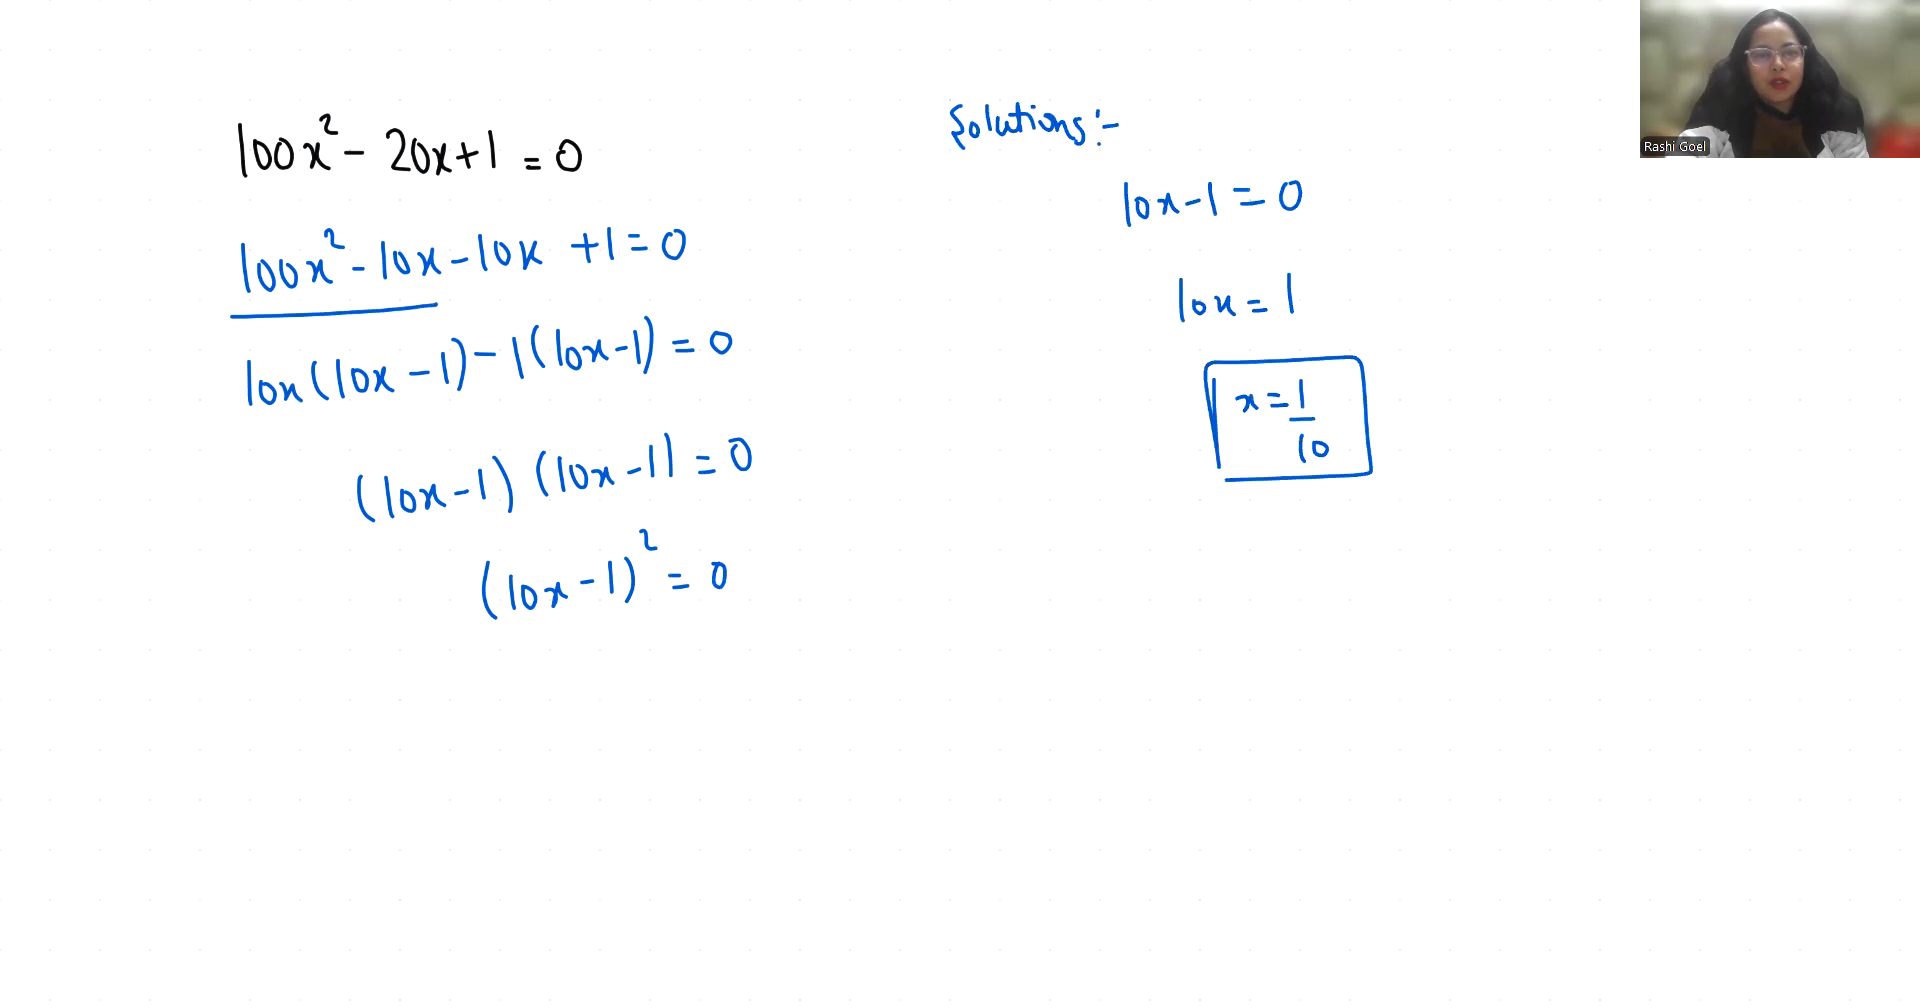 100x² - 20x+1 = 0
100x² - 10x - 10x +1 = 0
10x(10x - 1) - 1(10x-1) = 0
(10x-1) (10x-1) = 0
(10x-1)² = 0
Solutions:-
10x-1 = 0
10x = 1
x = 1/10
Rashi Goel